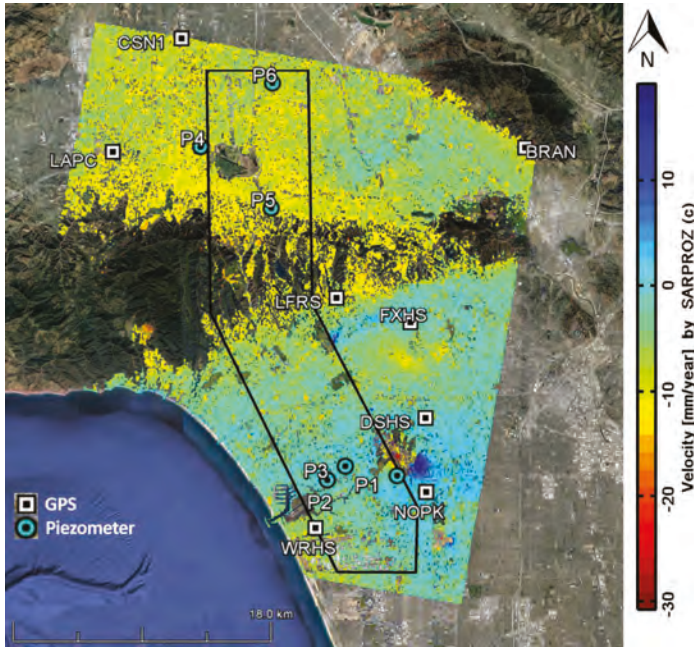 CSN1
N
P6
P4
LAPC
BRAN
P5
LFRS
FXHS
DSHS
P3
P1
P2
NOPK
WRHS
GPS
Piezometer
18.0 km
10
0
-10
-20
-30
Velocity [mm/year] by SARPROZ (c)